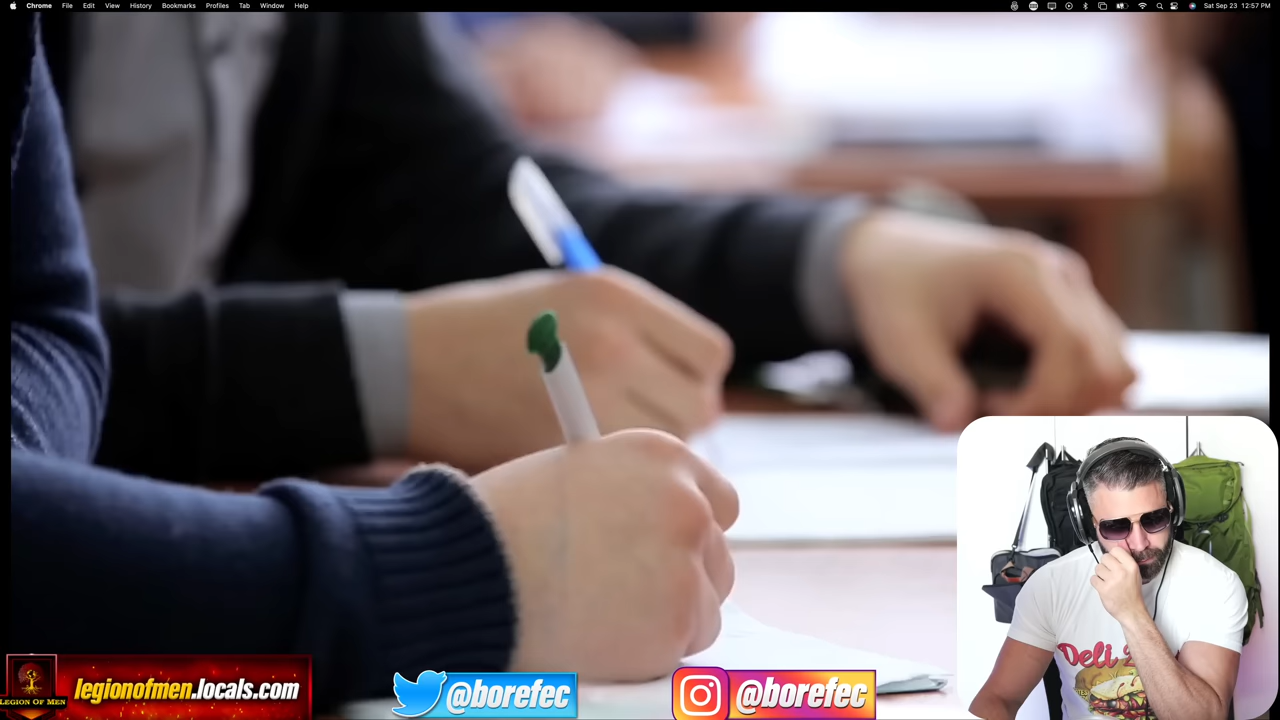 Chrome File Edit View History Bookmarks Profiles Tab Window Help Sat Sep 23 12:57 PM
Deli
LEGION OF MEN
legionofmen.locals.com
@borefec
@borefec